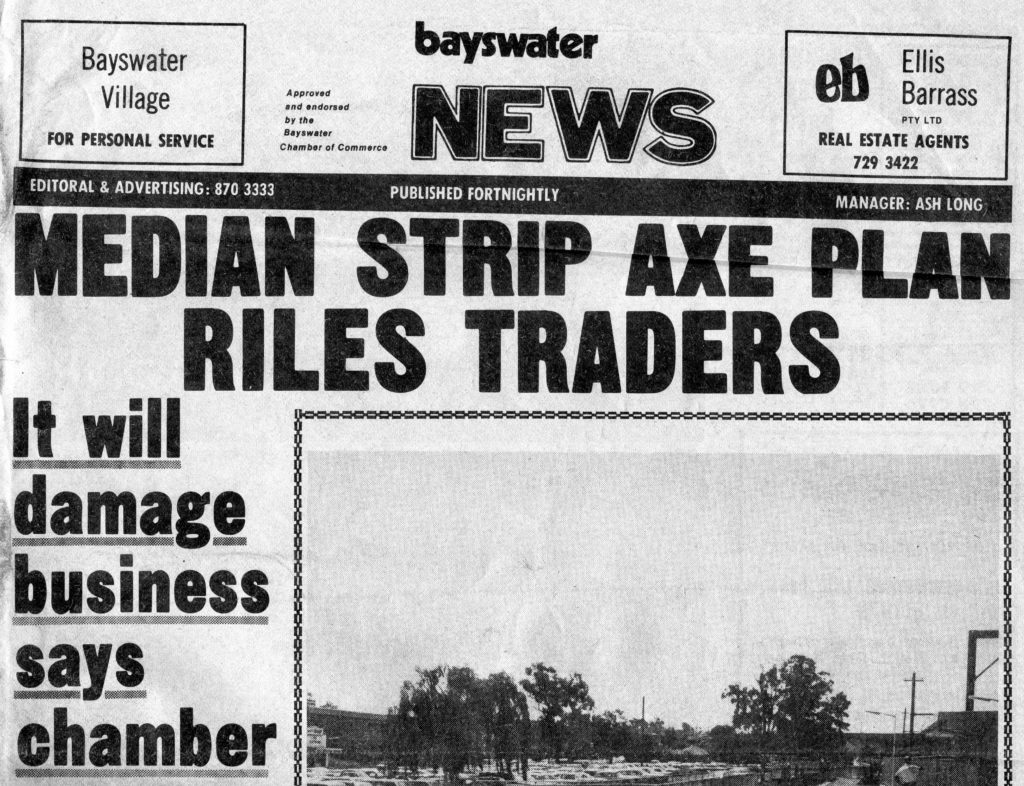 Bayswater
Village
FOR PERSONAL SERVICE
Approved
and endorsed
by the
Bayswater
Chamber of Commerce
bayswater
NEWS
eb
Ellis
Barrass
PTY LTD
REAL ESTATE AGENTS
729 3422
EDITORAL & ADVERTISING: 870 3333
PUBLISHED FORTNIGHTLY
MANAGER: ASH LONG
MEDIAN STRIP AXE PLAN
RILES TRADERS
It will
damage
business
says
chamber